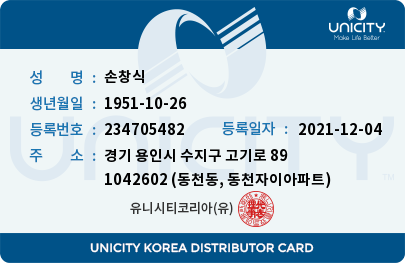 UNICITY
Make Life Better
성 명 : 손창식
생년월일 : 1951-10-26
등록번호 : 234705482 등록일자 : 2021-12-04
주 소 : 경기 용인시 수지구 고기로 89
1042602 (동천동, 동천자이아파트)
유니시티코리아(유)
UNICITY
UNICITY KOREA DISTRIBUTOR CARD